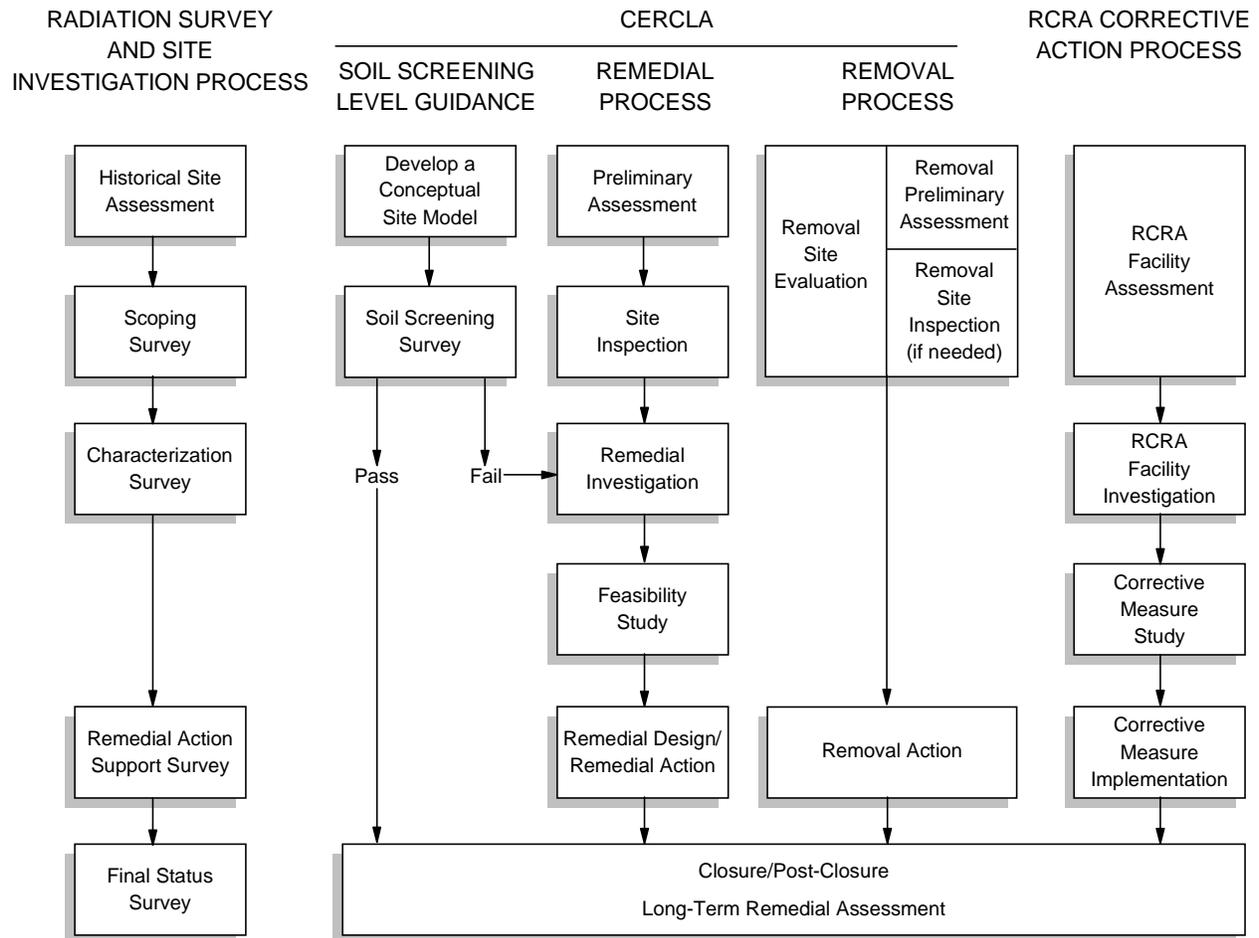 RADIATION SURVEY
AND SITE
INVESTIGATION PROCESS
CERCLA
RCRA CORRECTIVE
ACTION PROCESS
SOIL SCREENING
LEVEL GUIDANCE
REMEDIAL
PROCESS
REMOVAL
PROCESS
Historical Site
Assessment
Scoping
Survey
Characterization
Survey
Remedial Action
Support Survey
Final Status
Survey
Develop a
Conceptual
Site Model
Soil Screening
Survey
Pass
Fail
Preliminary
Assessment
Site
Inspection
Remedial
Investigation
Feasibility
Study
Remedial Design/
Remedial Action
Removal
Site
Evaluation
Removal
Preliminary
Assessment
Removal
Site
Inspection
(if needed)
Removal Action
RCRA
Facility
Assessment
RCRA
Facility
Investigation
Corrective
Measure
Study
Corrective
Measure
Implementation
Closure/Post-Closure
Long-Term Remedial Assessment